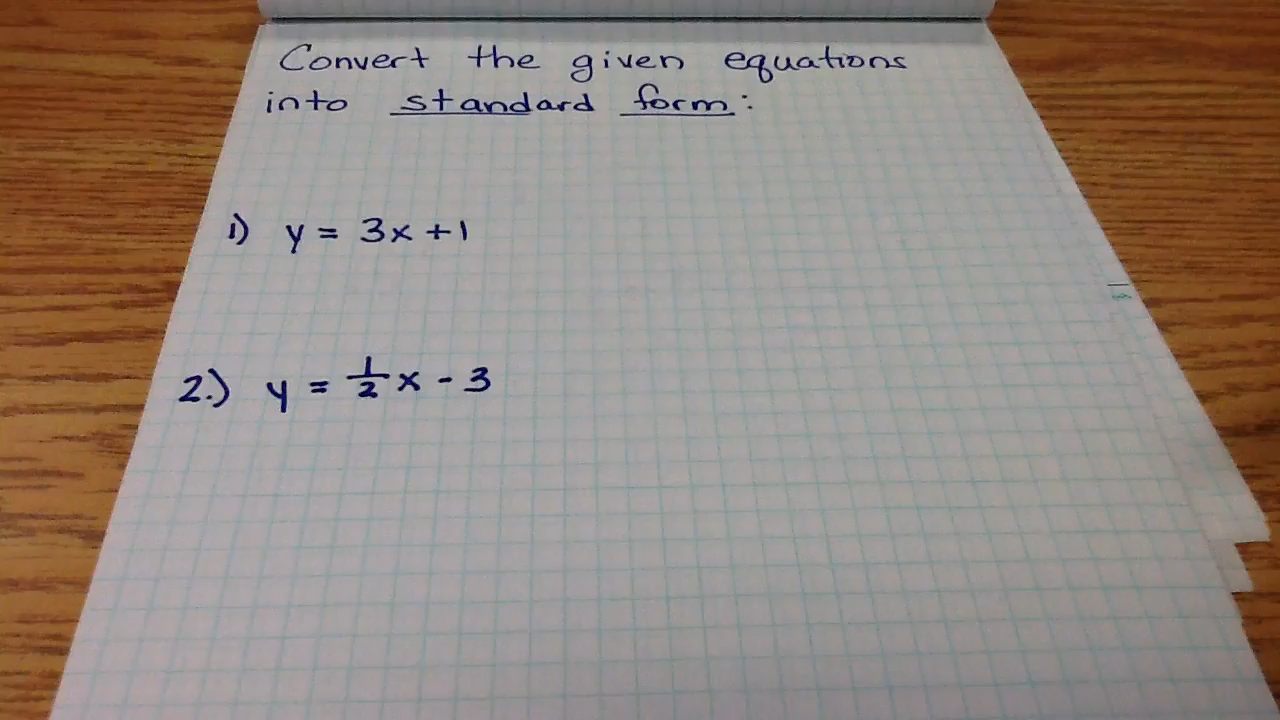 Convert the given equations
into standard form:
1) y = 3x + 1
2.) y = 1/2 x - 3